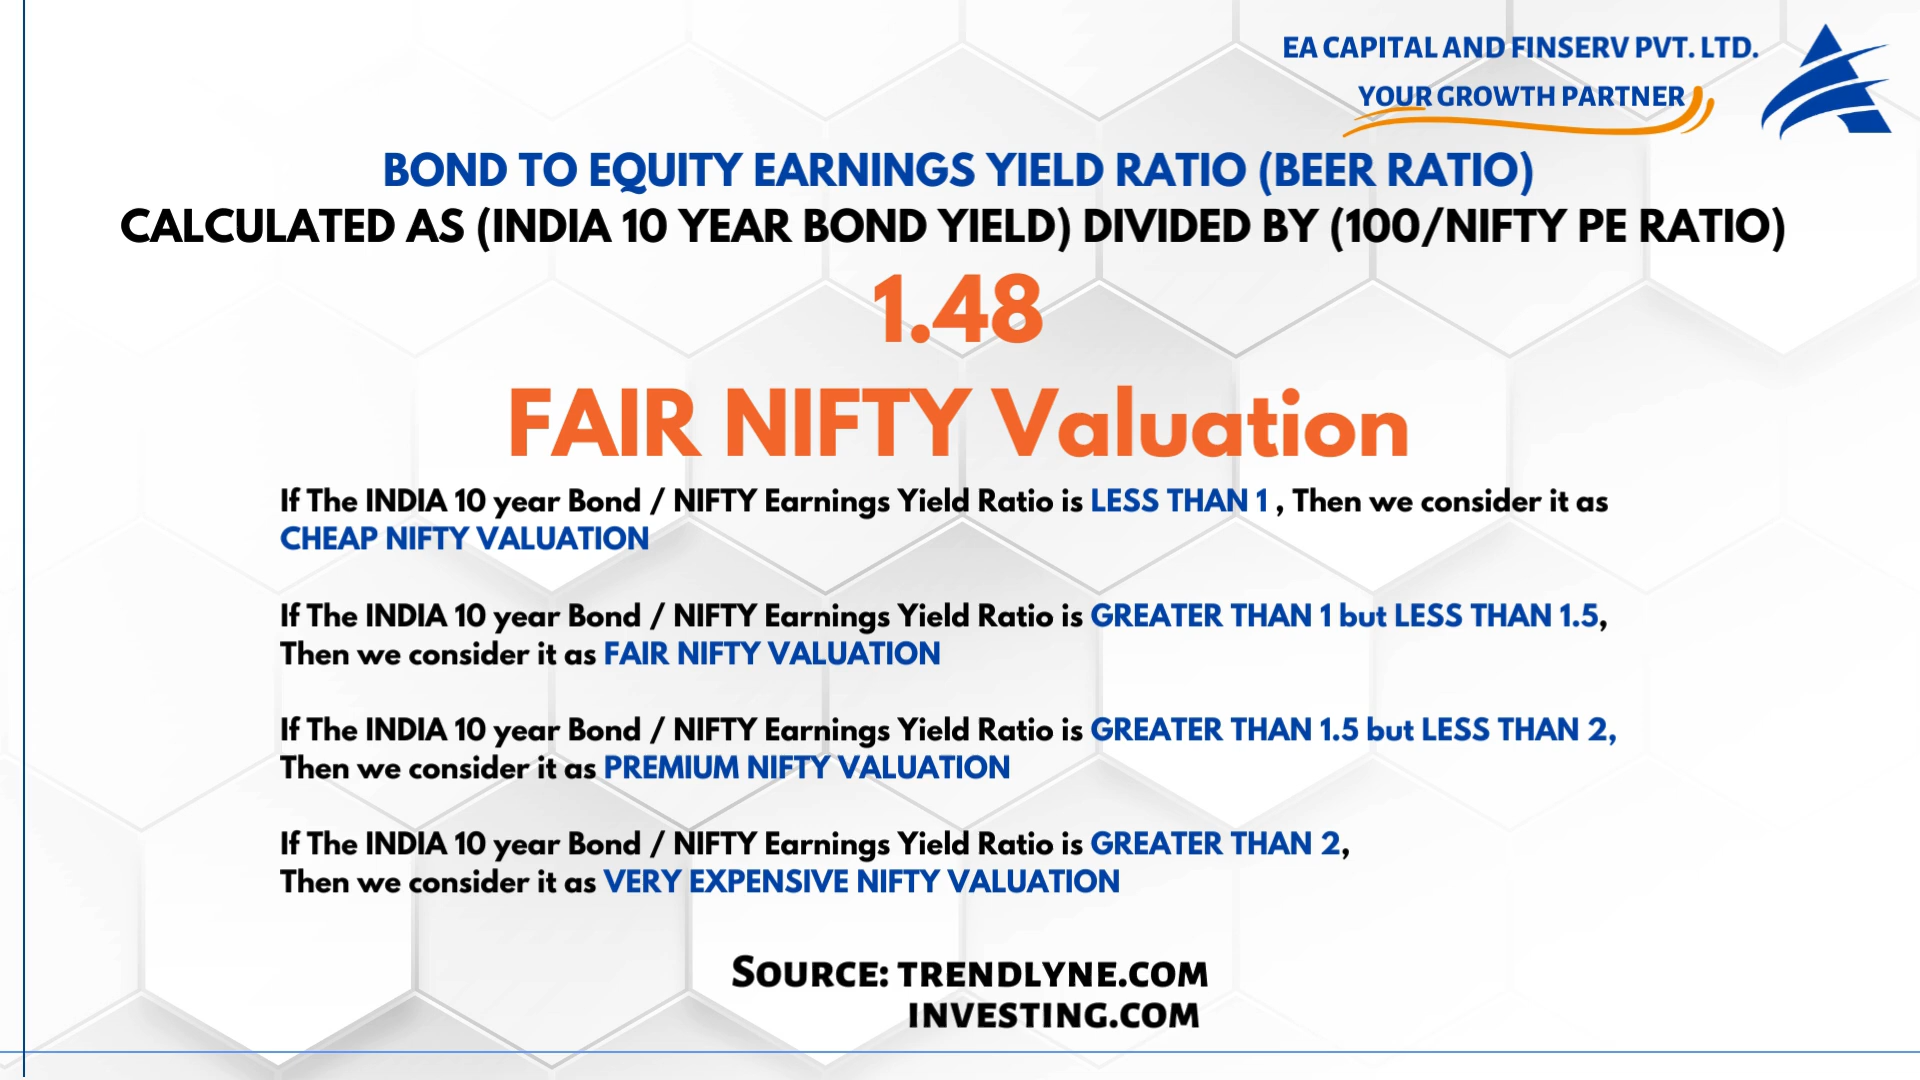 EA CAPITAL AND FINSERV PVT. LTD.
YOUR GROWTH PARTNER
BOND TO EQUITY EARNINGS YIELD RATIO (BEER RATIO)
CALCULATED AS (INDIA 10 YEAR BOND YIELD) DIVIDED BY (100/NIFTY PE RATIO)
1.48
FAIR NIFTY Valuation
If The INDIA 10 year Bond / NIFTY Earnings Yield Ratio is LESS THAN 1 , Then we consider it as
CHEAP NIFTY VALUATION
If The INDIA 10 year Bond / NIFTY Earnings Yield Ratio is GREATER THAN 1 but LESS THAN 1.5,
Then we consider it as FAIR NIFTY VALUATION
If The INDIA 10 year Bond / NIFTY Earnings Yield Ratio is GREATER THAN 1.5 but LESS THAN 2,
Then we consider it as PREMIUM NIFTY VALUATION
If The INDIA 10 year Bond / NIFTY Earnings Yield Ratio is GREATER THAN 2,
Then we consider it as VERY EXPENSIVE NIFTY VALUATION
SOURCE: TRENDLYNE.COM
INVESTING.COM